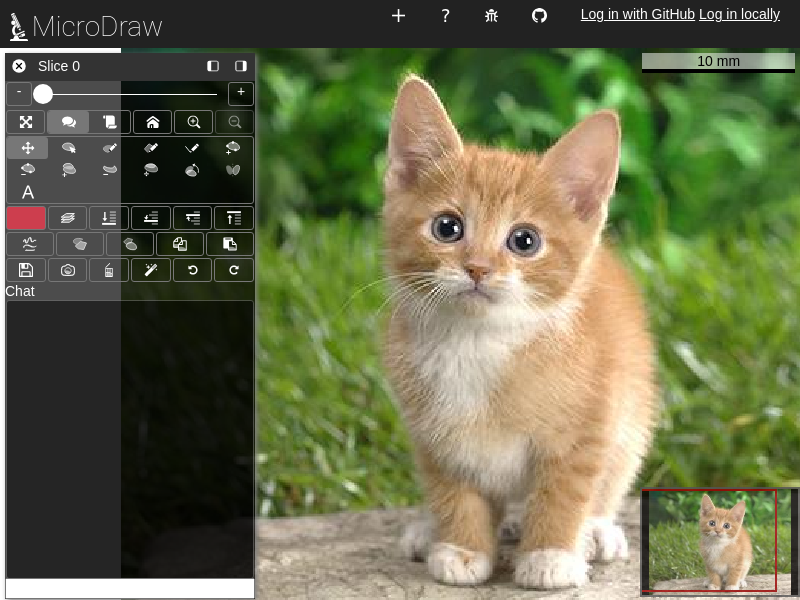 MicroDraw
+ ?
Log in with GitHub Log in locally
Slice 0
10 mm
- +
A
Chat